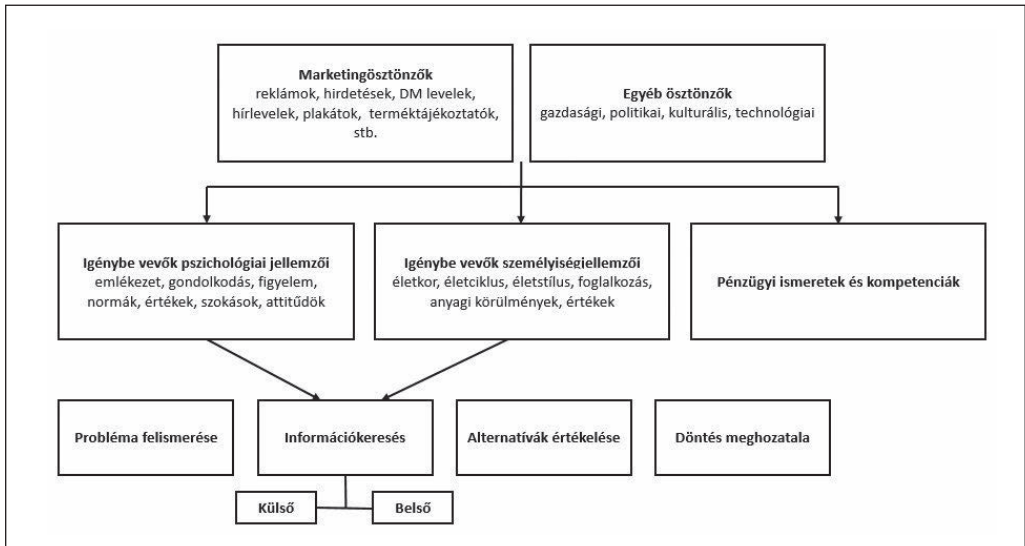 Marketingösztönzők
reklámok, hirdetések, DM levelek,
hírlevelek, plakátok, terméktájékoztatók,
stb.
Egyéb ösztönzők
gazdasági, politikai, kulturális, technológiai
Igénybe vevők pszichológiai jellemzői
emlékezet, gondolkodás, figyelem,
normák, értékek, szokások, attitűdök
Igénybe vevők személyiségjellemzői
életkor, életciklus, életstílus, foglalkozás,
anyagi körülmények, értékek
Pénzügyi ismeretek és kompetenciák
Probléma felismerése
Információkeresés
Alternatívák értékelése
Döntés meghozatala
Külső
Belső